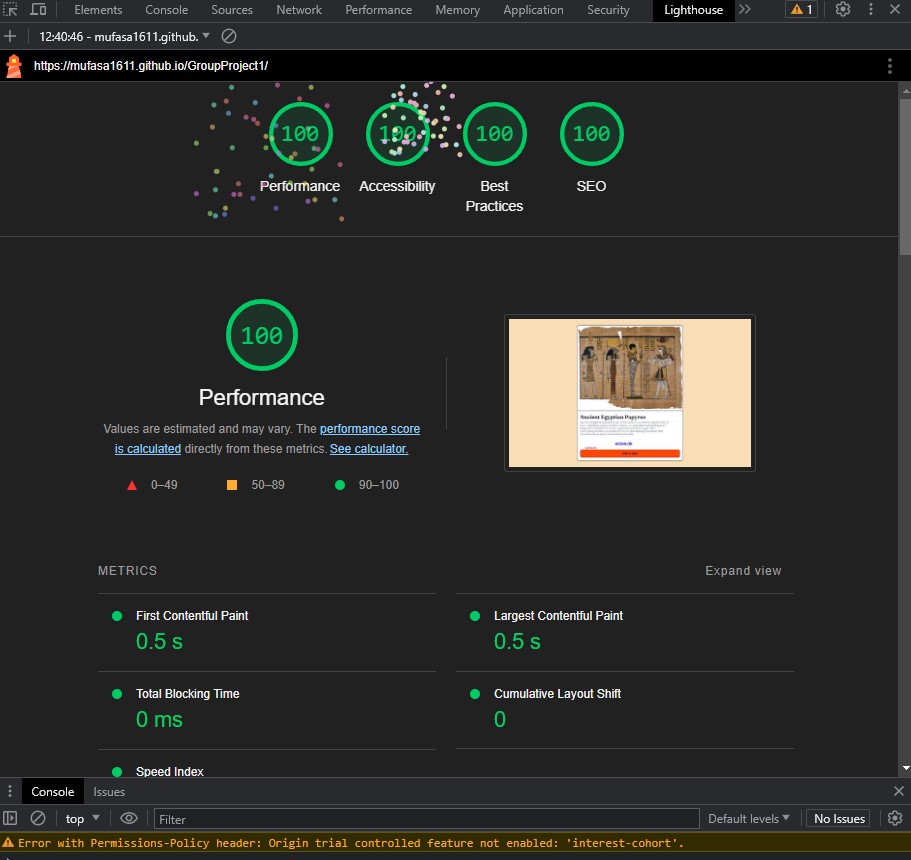 Elements Console Sources Network Performance Memory Application Security Lighthouse 1
12:40:46 - mufasa1611.github.
https://mufasa1611.github.io/GroupProject1/
100 100 100 100
Performance Accessibility Best Practices SEO
100
Performance
Values are estimated and may vary. The performance score
is calculated directly from these metrics. See calculator.
0–49 50–89 90–100
Ancient Egyptian Papyrus
METRICS Expand view
First Contentful Paint Largest Contentful Paint
0.5 s 0.5 s
Total Blocking Time Cumulative Layout Shift
0 ms 0
Speed Index
Console Issues
top Filter Default levels No Issues
Error with Permissions-Policy header: Origin trial controlled feature not enabled: 'interest-cohort'.